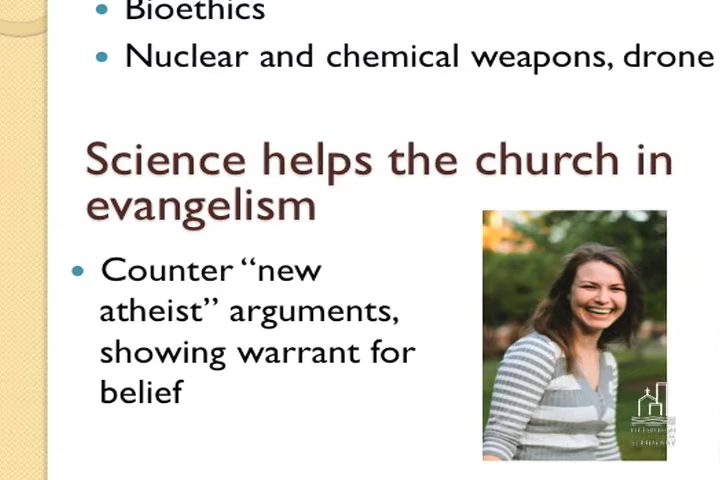 • Bioethics
• Nuclear and chemical weapons, drone
Science helps the church in
evangelism
• Counter “new
atheist” arguments,
showing warrant for
belief